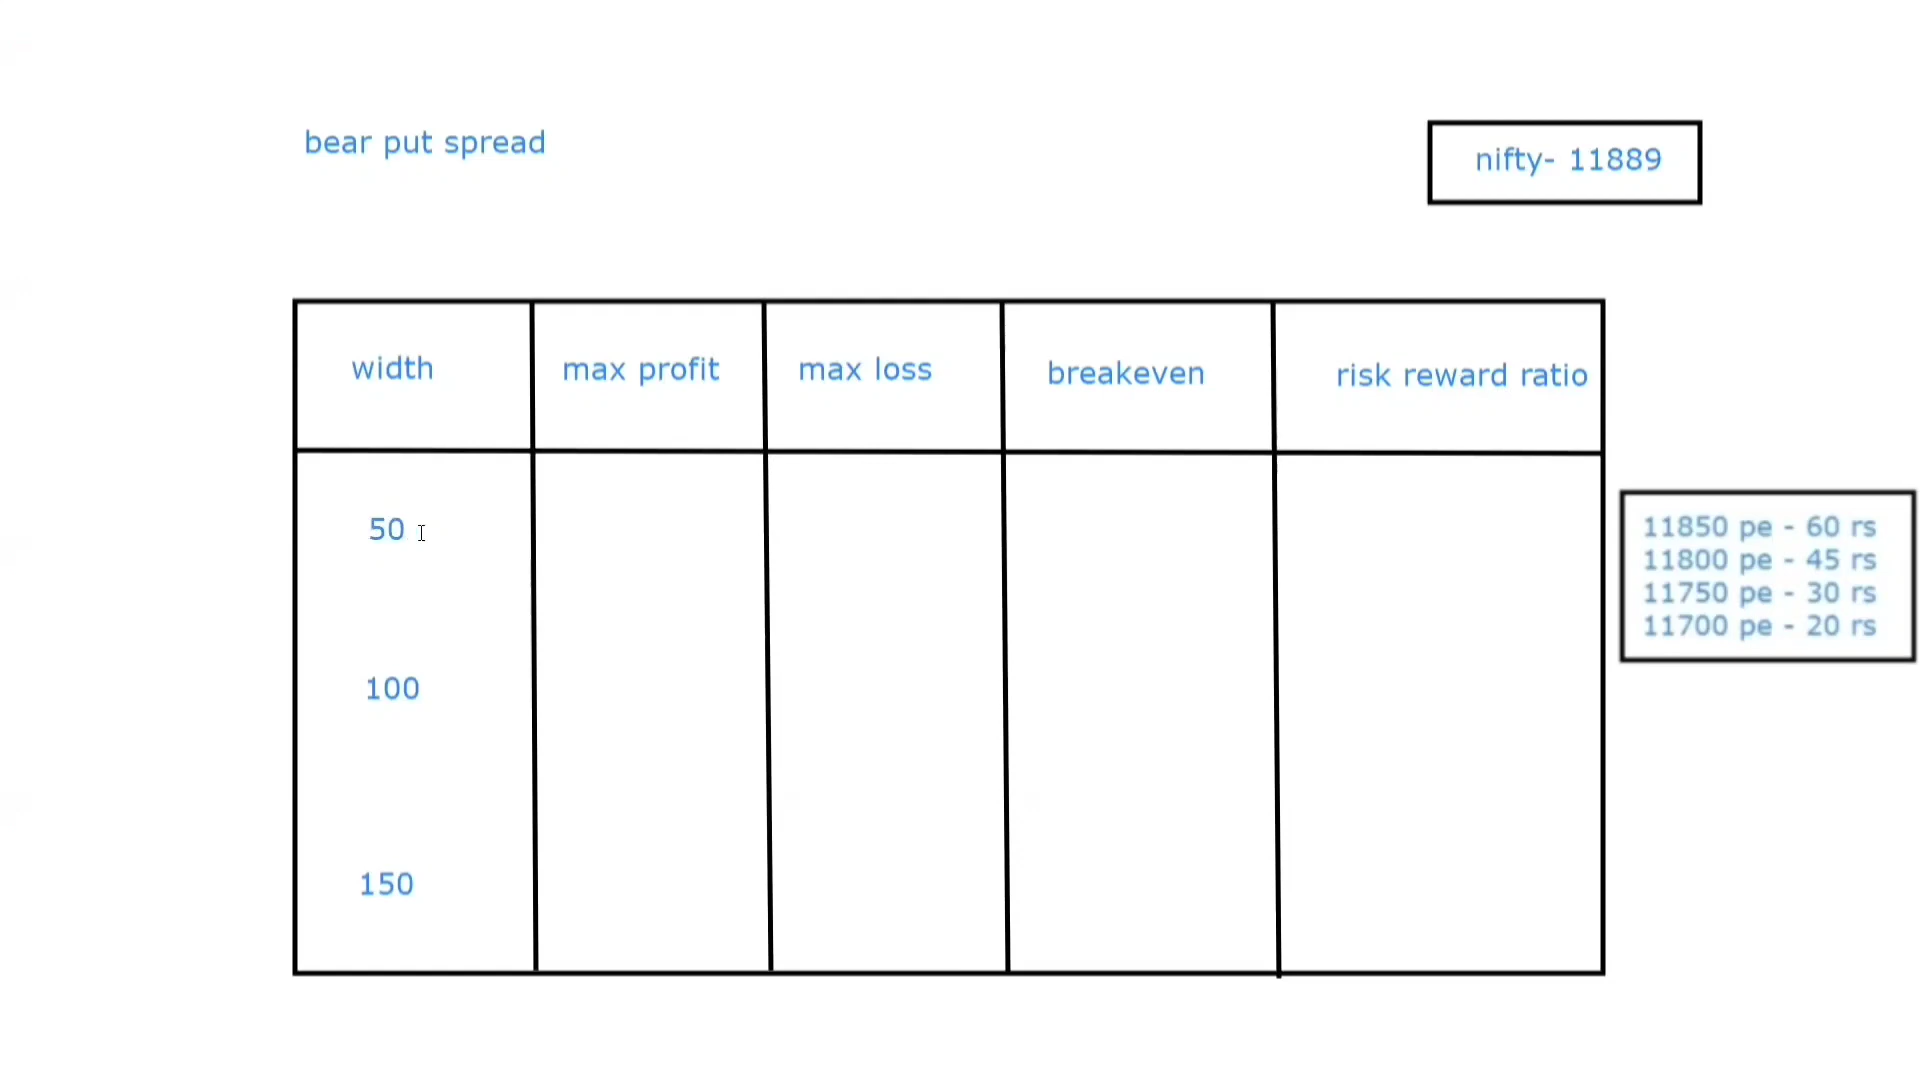 bear put spread
nifty- 11889
width max profit max loss breakeven risk reward ratio
50
100
150
11850 pe - 60 rs
11800 pe - 45 rs
11750 pe - 30 rs
11700 pe - 20 rs